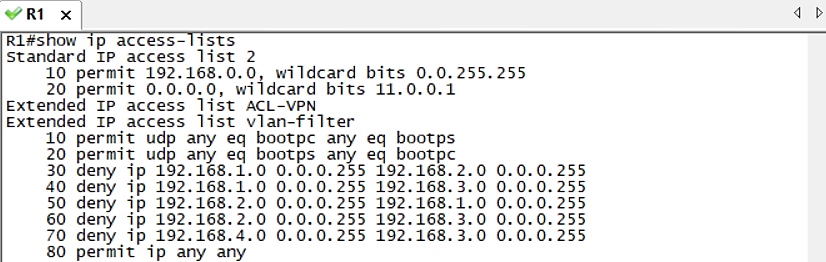 R1
R1#show ip access-lists
Standard IP access list 2
    10 permit 192.168.0.0, wildcard bits 0.0.255.255
    20 permit 0.0.0.0, wildcard bits 11.0.0.1
Extended IP access list ACL-VPN
Extended IP access list vlan-filter
    10 permit udp any eq bootpc any eq bootps
    20 permit udp any eq bootps any eq bootpc
    30 deny ip 192.168.1.0 0.0.0.255 192.168.2.0 0.0.0.255
    40 deny ip 192.168.1.0 0.0.0.255 192.168.3.0 0.0.0.255
    50 deny ip 192.168.2.0 0.0.0.255 192.168.1.0 0.0.0.255
    60 deny ip 192.168.2.0 0.0.0.255 192.168.3.0 0.0.0.255
    70 deny ip 192.168.4.0 0.0.0.255 192.168.3.0 0.0.0.255
    80 permit ip any any